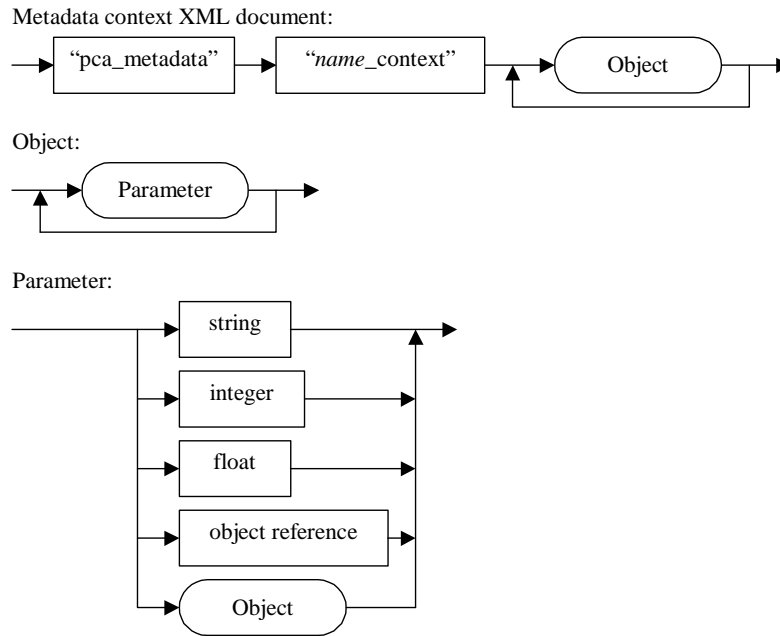 Metadata context XML document:
“pca_metadata”
“name_context”
Object
Object:
Parameter
Parameter:
string
integer
float
object reference
Object